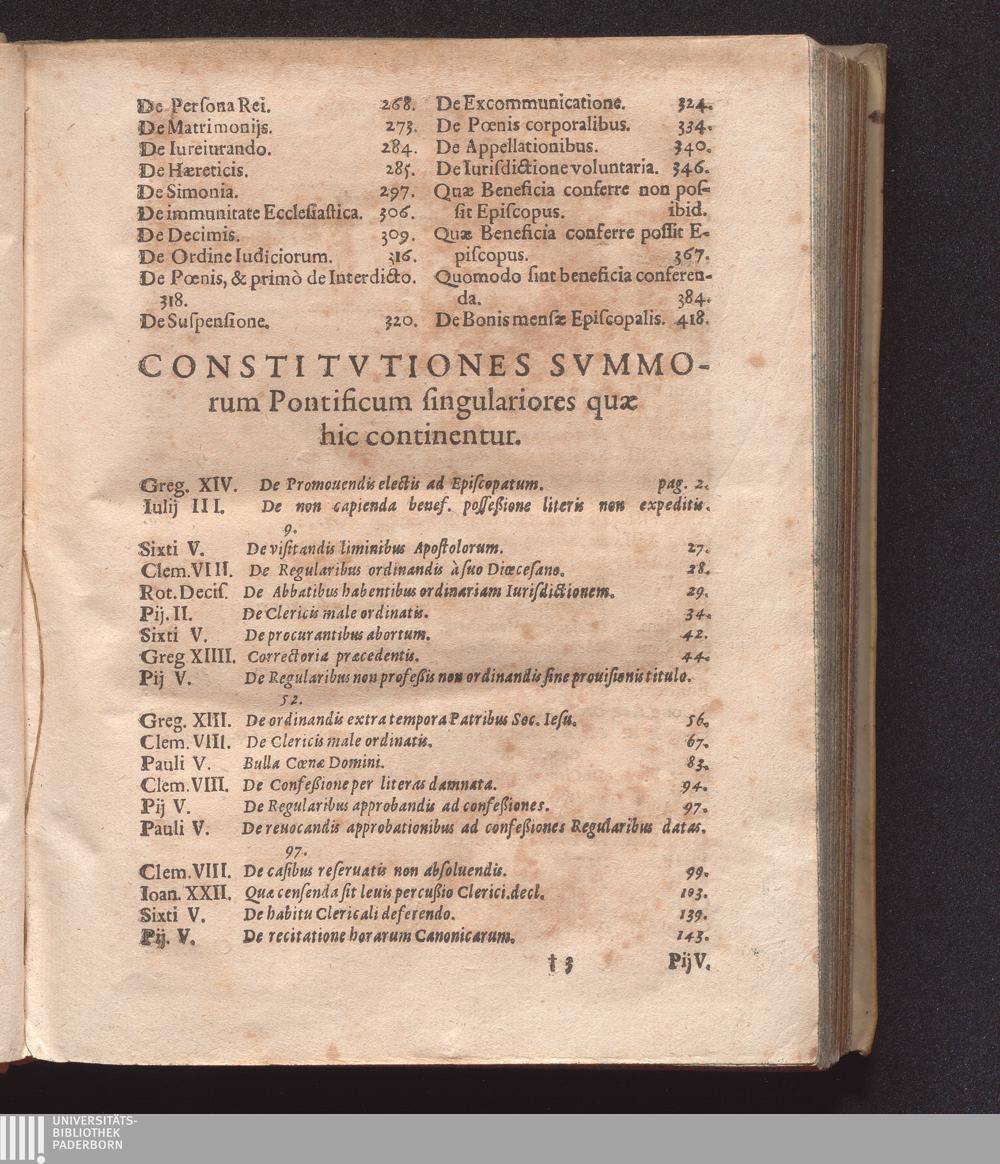 De Perſona Rei. 268.
De Matrimonijs. 273.
De Iureiurando. 284.
De Hæreticis. 285.
De Simonia. 297.
De immunitate Eccleſiaſtica. 306.
De Decimis. 309.
De Ordine Iudiciorum. 316.
De Pœnis, & primò de Interdicto.
318.
De Suſpenſione. 320.
De Excommunicatione. 324.
De Pœnis corporalibus. 334.
De Appellationibus. 340.
De Iuriſdictione voluntaria. 346.
Quæ Beneficia conferre non poſ-
ſit Epiſcopus. ibid.
Quæ Beneficia conferre poſſit E-
piſcopus. 367.
Quomodo ſint beneficia conferen-
da. 384.
De Bonis menſæ Epiſcopalis. 418.
CONSTITVTIONES SVMMO-
rum Pontificum ſingulariores quæ
hic continentur.
Greg. XIV. De Promouendis electis ad Epiſcopatum. pag. 2.
Iulij III. De non capienda benef. poſſeßione literis non expeditis.
9.
Sixti V. De viſitandis liminibus Apoſtolorum. 27.
Clem. VIII. De Regularibus ordinandis à ſuo Diœceſano. 28.
Rot. Deciſ. De Abbatibus habentibus ordinariam Iuriſdictionem. 29.
Pij. II. De Clericis male ordinatis. 34.
Sixti V. De procurantibus abortum. 42.
Greg XIIII. Correctoria præcedentis. 44.
Pij V. De Regularibus non profeßis non ordinandis ſine prouiſionis titulo.
52.
Greg. XIII. De ordinandis extra tempora Patribus Soc. Ieſu. 56.
Clem. VIII. De Clericis male ordinatis. 67.
Pauli V. Bulla Cœnæ Domini. 83.
Clem. VIII. De Confeßione per literas damnata. 94.
Pij V. De Regularibus approbandis ad confeßiones. 97.
Pauli V. De reuocandis approbationibus ad confeßiones Regularibus datas.
97.
Clem. VIII. De caſibus reſeruatis non abſoluendis. 99.
Ioan. XXII. Quæ cenſenda ſit leuis percußio Clerici. decl. 103.
Sixti V. De habitu Clericali deferendo. 139.
Pij. V. De recitatione horarum Canonicarum. 143.
† 3 Pij V.
UNIVERSITÄTS-
BIBLIOTHEK
PADERBORN